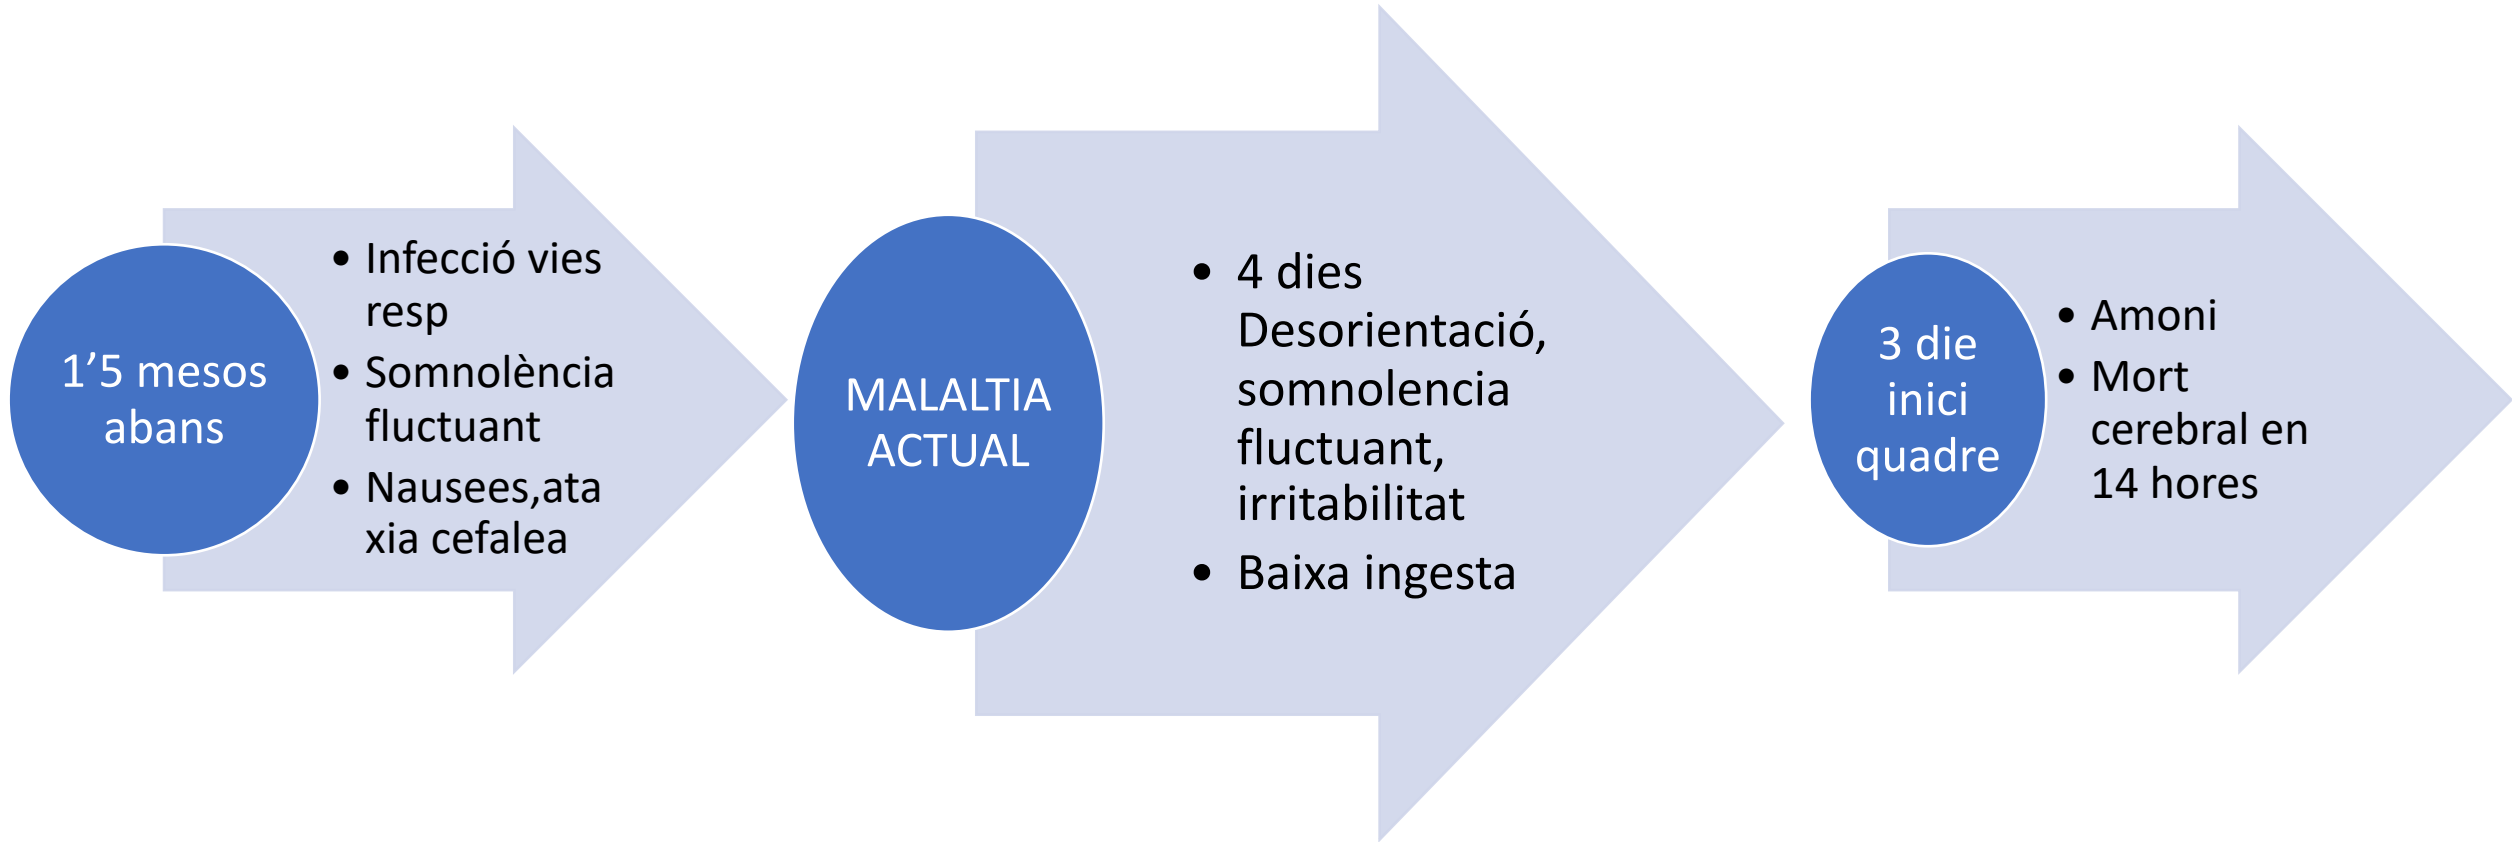 1’5 mesos
abans
• Infecció vies
resp
• Somnolència
fluctuant
• Nausees,ata
xia cefalea
MALALTIA
ACTUAL
• 4 dies
Desorientació,
somnolencia
fluctuant,
irritabilitat
• Baixa ingesta
3 die
inici
quadre
• Amoni
• Mort
cerebral en
14 hores